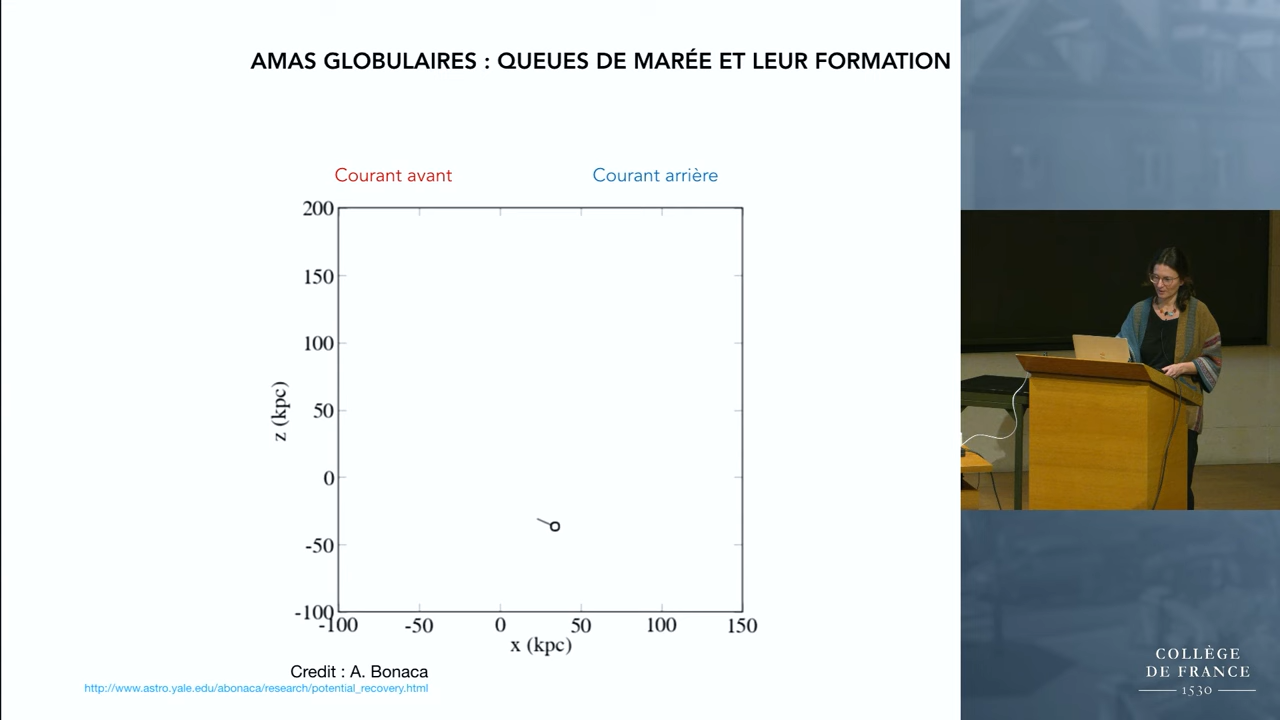 AMAS GLOBULAIRES : QUEUES DE MARÉE ET LEUR FORMATION
Courant avant
Courant arrière
200
150
100
50
0
-50
-100
z (kpc)
-100
-50
0
50
100
150
x (kpc)
Credit : A. Bonaca
http://www.astro.yale.edu/abonaca/research/potential_recovery.html
COLLÈGE
DE FRANCE
1530